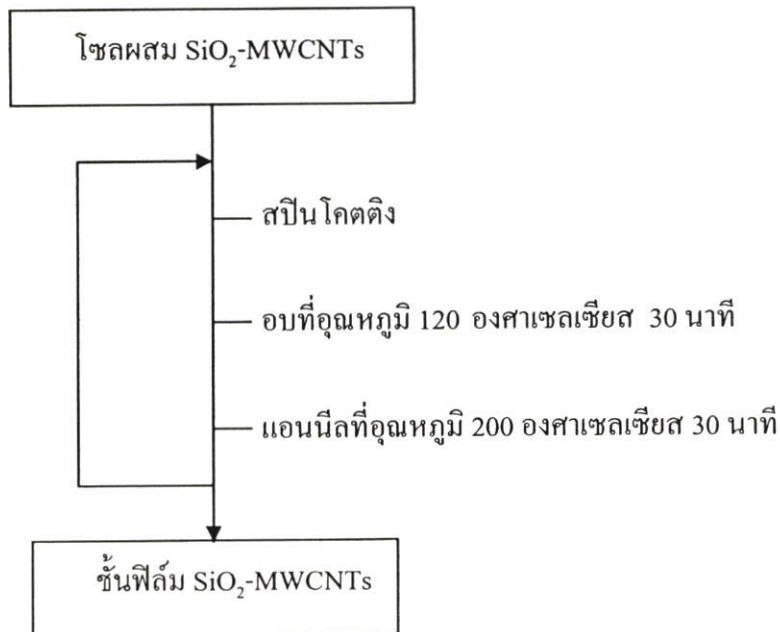 โซลผสม SiO₂-MWCNTs
สปินโคตติง
อบที่อุณหภูมิ 120 องศาเซลเซียส 30 นาที
แอนนีลที่อุณหภูมิ 200 องศาเซลเซียส 30 นาที
ชั้นฟิล์ม SiO₂-MWCNTs